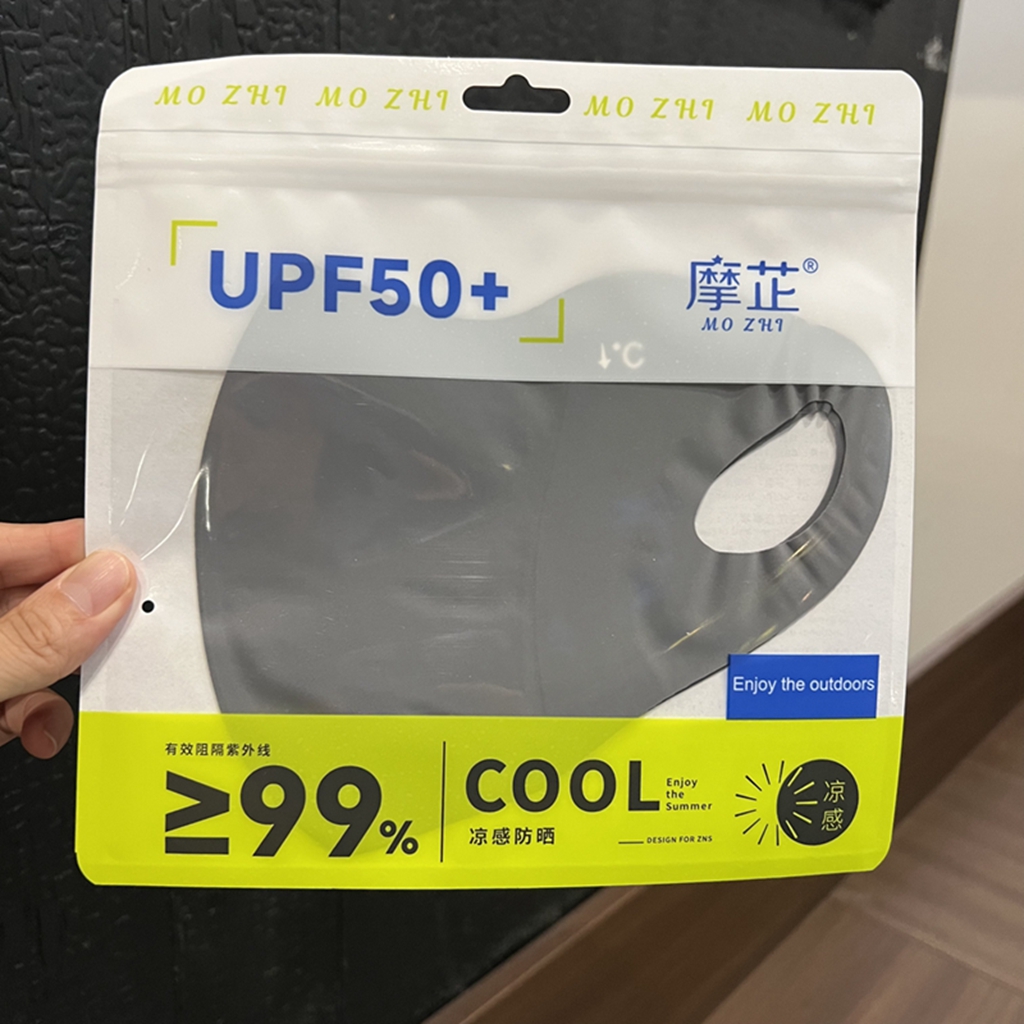 MO ZHI MO ZHI MO ZHI MO ZHI
UPF50+
摩芷®
MO ZHI
°C
Enjoy the outdoors
有效阻隔紫外线
≥99%
COOL
Enjoy
the
Summer
凉感防晒
DESIGN FOR ZNS
凉
感